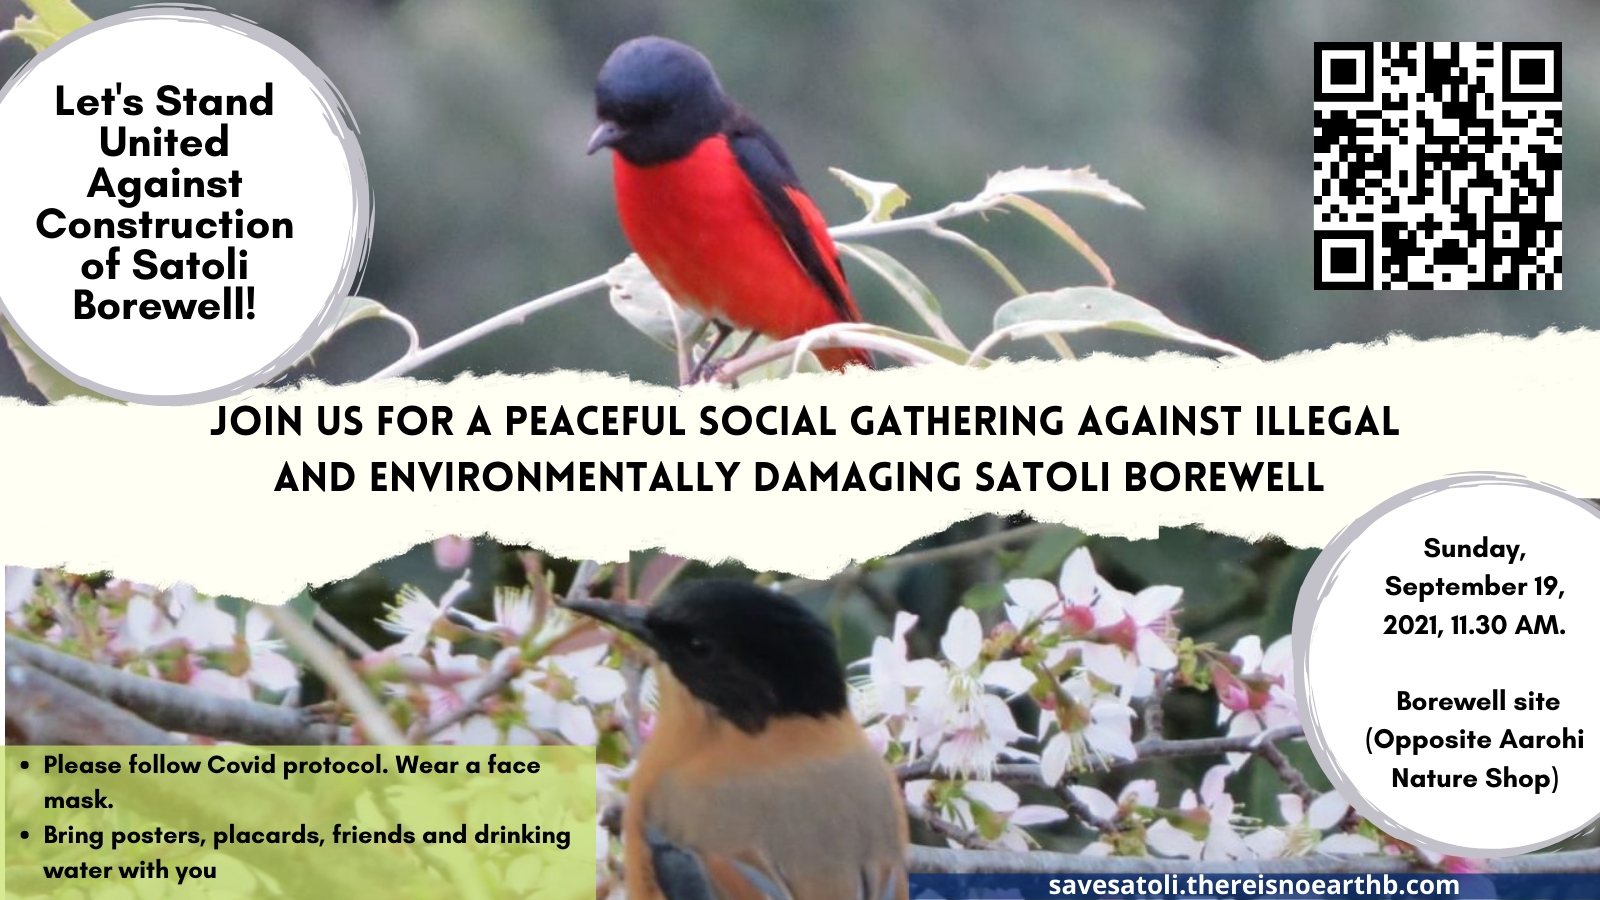 Let's Stand
United
Against
Construction
of Satoli
Borewell!
JOIN US FOR A PEACEFUL SOCIAL GATHERING AGAINST ILLEGAL
AND ENVIRONMENTALLY DAMAGING SATOLI BOREWELL
Sunday,
September 19,
2021, 11.30 AM.
Borewell site
(Opposite Aarohi
Nature Shop)
• Please follow Covid protocol. Wear a face
mask.
• Bring posters, placards, friends and drinking
water with you
savesatoli.thereisnoearthb.com